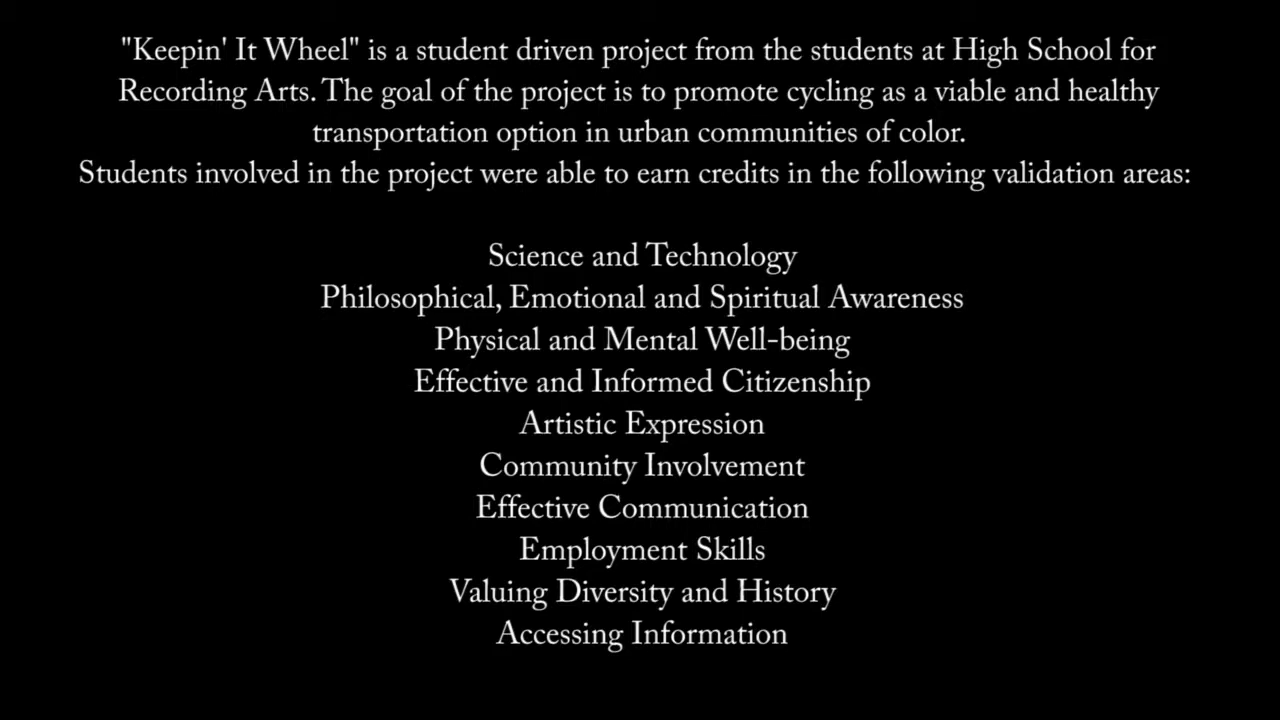 "Keepin' It Wheel" is a student driven project from the students at High School for
Recording Arts. The goal of the project is to promote cycling as a viable and healthy
transportation option in urban communities of color.
Students involved in the project were able to earn credits in the following validation areas:
Science and Technology
Philosophical, Emotional and Spiritual Awareness
Physical and Mental Well-being
Effective and Informed Citizenship
Artistic Expression
Community Involvement
Effective Communication
Employment Skills
Valuing Diversity and History
Accessing Information